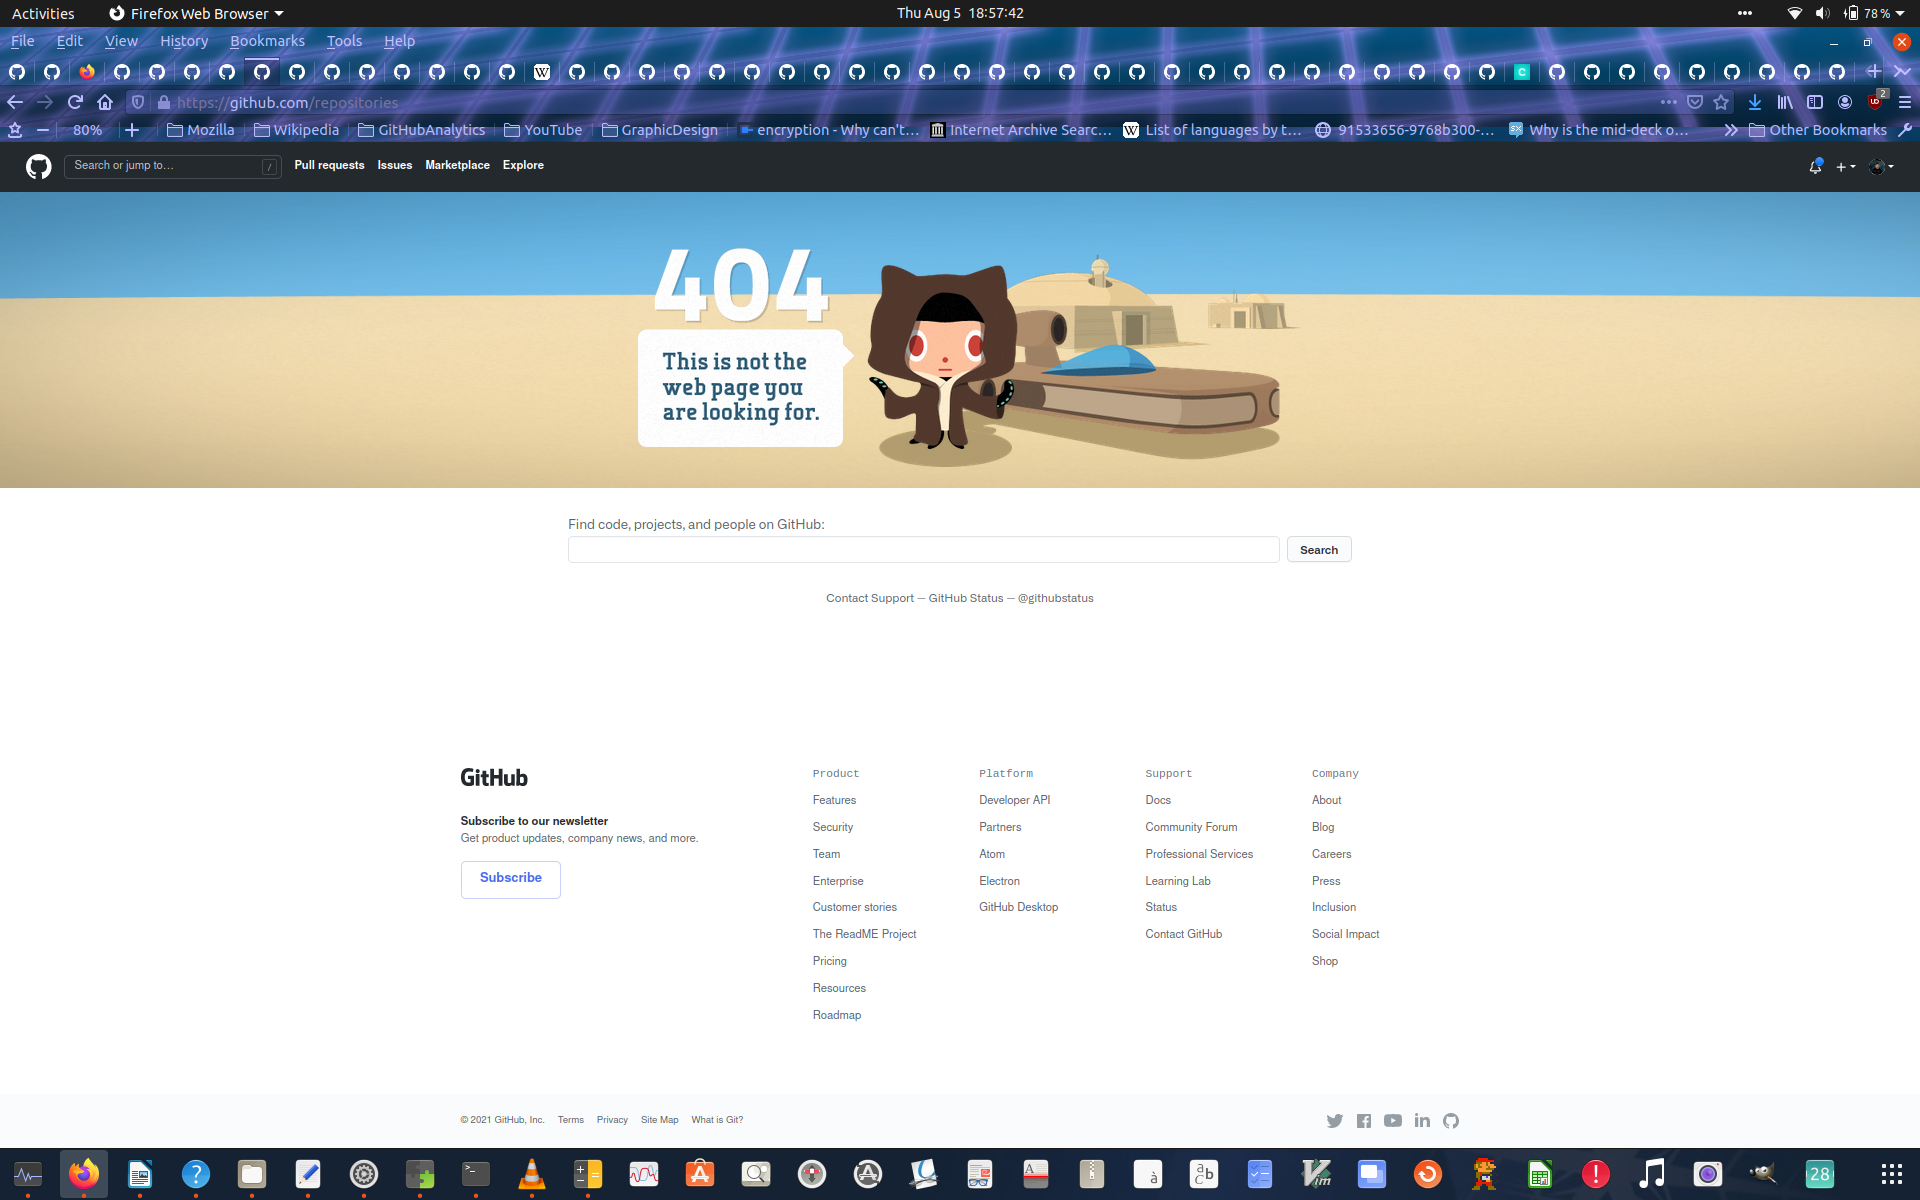 Activities
Firefox Web Browser
Thu Aug 5 18:57:42
78 %
File Edit View History Bookmarks Tools Help
https://github.com/repositories
2
80%
Mozilla
Wikipedia
GitHubAnalytics
YouTube
GraphicDesign
encryption - Why can't…
Internet Archive Searc…
List of languages by t…
91533656-9768b300-…
Why is the mid-deck o…
Other Bookmarks
Search or jump to…
/
Pull requests
Issues
Marketplace
Explore
404
This is not the
web page you
are looking for.
Find code, projects, and people on GitHub:
Search
Contact Support — GitHub Status — @githubstatus
GitHub
Subscribe to our newsletter
Get product updates, company news, and more.
Subscribe
Product
Features
Security
Team
Enterprise
Customer stories
The ReadME Project
Pricing
Resources
Roadmap
Platform
Developer API
Partners
Atom
Electron
GitHub Desktop
Support
Docs
Community Forum
Professional Services
Learning Lab
Status
Contact GitHub
Company
About
Blog
Careers
Press
Inclusion
Social Impact
Shop
© 2021 GitHub, Inc.
Terms
Privacy
Site Map
What is Git?
28